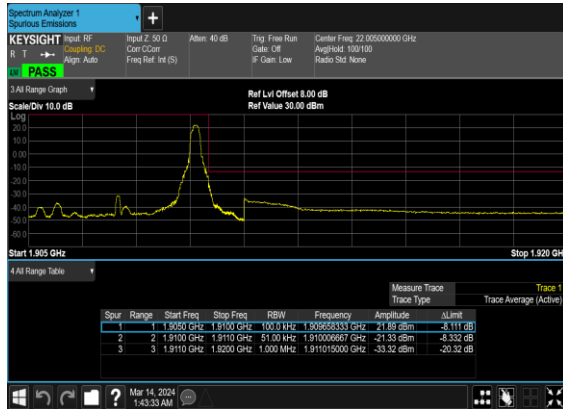 Spectrum Analyzer 1
Spurious Emissions
KEYSIGHT
R T
PASS
Input: RF
Coupling: DC
Align: Auto
Input Z: 50 Ω
Corr CCorr
Freq Ref: Int (S)
Atten: 40 dB
Trig: Free Run
Gate: Off
IF Gain: Low
Center Freq: 22.005000000 GHz
Avg|Hold: 100/100
Radio Std: None
3 All Range Graph
Scale/Div 10.0 dB
Ref Lvl Offset 8.00 dB
Ref Value 30.00 dBm
Log
20.0
10.0
0.00
-10.0
-20.0
-30.0
-40.0
-50.0
-60.0
Start 1.905 GHz
Stop 1.920 GH
4 All Range Table
Measure Trace Trace 1
Trace Type Trace Average (Active)
Spur Range Start Freq Stop Freq RBW Frequency Amplitude ΔLimit
1 1 1.9050 GHz 1.9100 GHz 100.0 kHz 1.909658333 GHz 21.89 dBm -8.111 dB
2 2 1.9100 GHz 1.9110 GHz 51.00 kHz 1.910006667 GHz -21.33 dBm -8.332 dB
3 3 1.9110 GHz 1.9200 GHz 1.000 MHz 1.911015000 GHz -33.32 dBm -20.32 dB
Mar 14, 2024
1:43:33 AM